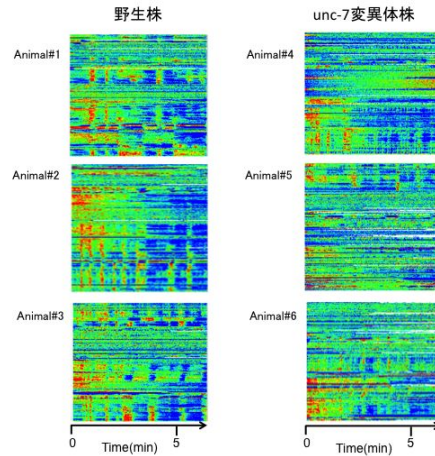 野生株
unc-7変異体株
Animal#1
Animal#4
Animal#2
Animal#5
Animal#3
Animal#6
0
5
Time(min)
0
5
Time(min)